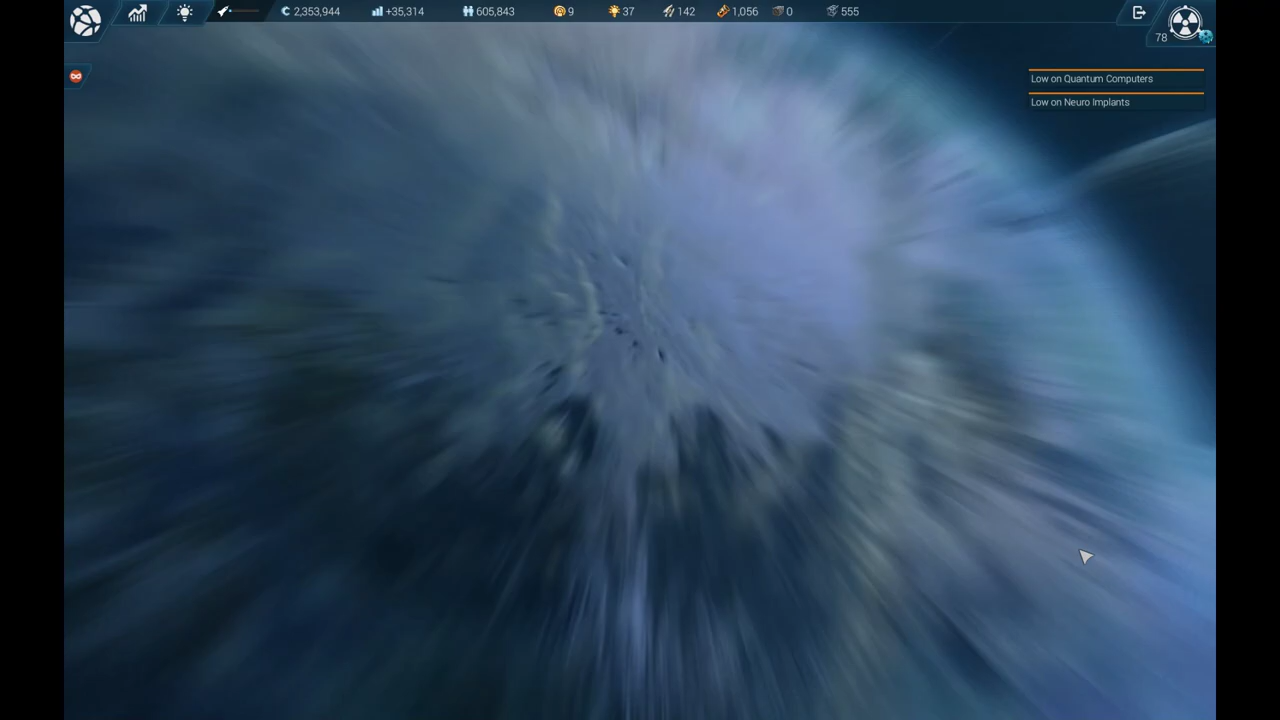 2,353,944 +35,314 605,843 9 37 142 1,056 0 555
78
Low on Quantum Computers
Low on Neuro Implants